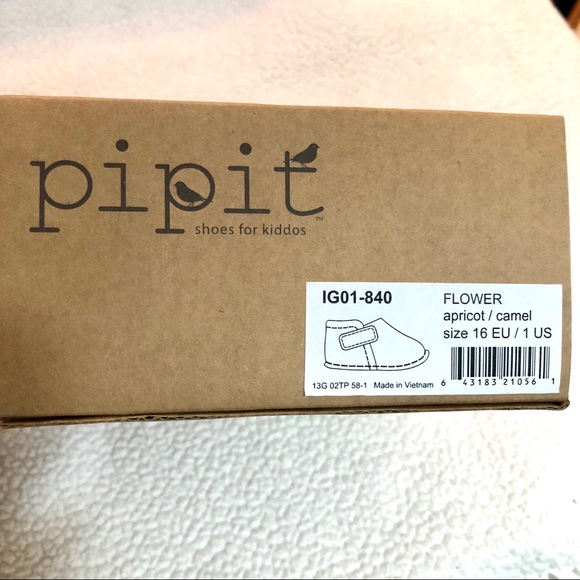 pipit™
shoes for kiddos
IG01-840
FLOWER
apricot / camel
size 16 EU / 1 US
13G 02TP 58-1 Made in Vietnam
6 43183 21056 1